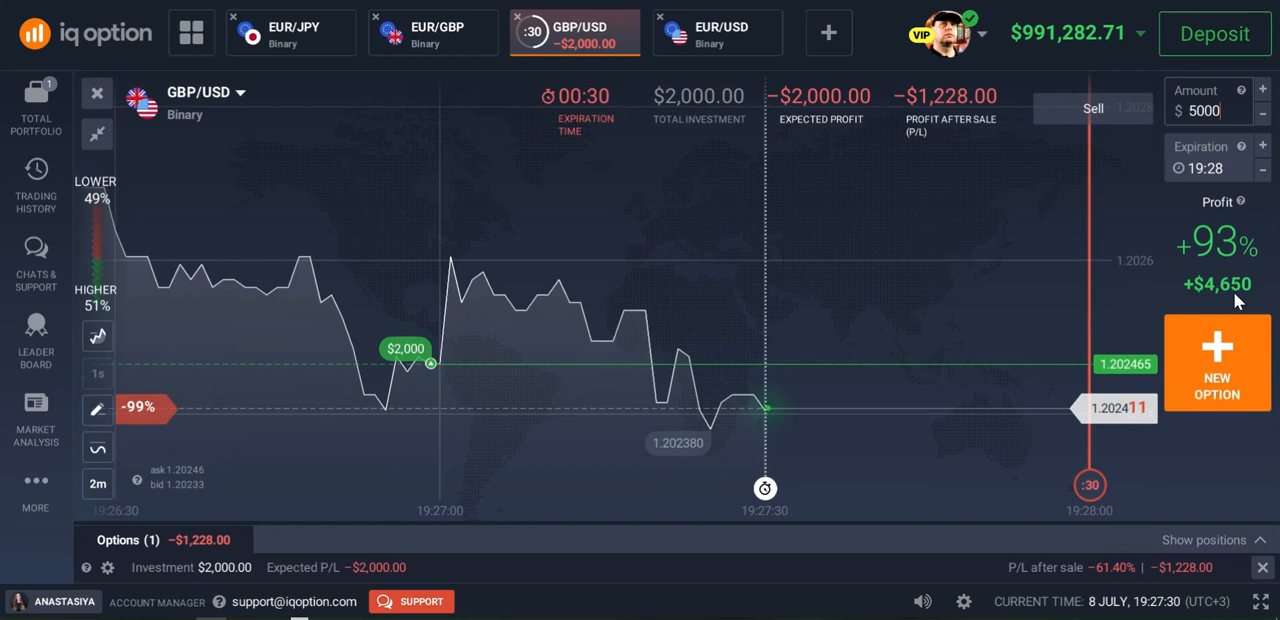 iq option
EUR/JPY
Binary
EUR/GBP
Binary
:30
GBP/USD
−$2,000.00
EUR/USD
Binary
VIP
$991,282.71
Deposit
1
TOTAL
PORTFOLIO
TRADING
HISTORY
CHATS &
SUPPORT
LEADER
BOARD
MARKET
ANALYSIS
MORE
GBP/USD
Binary
00:30
EXPIRATION
TIME
$2,000.00
TOTAL INVESTMENT
−$2,000.00
EXPECTED PROFIT
−$1,228.00
PROFIT AFTER SALE
(P/L)
Sell
1.2028
Amount
$ 5000
Expiration
19:28
Profit
+93%
+$4,650
NEW
OPTION
LOWER
49%
HIGHER
51%
1s
2m
-99%
$2,000
1.2026
1.202465
1.202411
1.202380
ask 1.20246
bid 1.20233
:30
19:26:30
19:27:00
19:27:30
19:28:00
Options (1) −$1,228.00
Show positions
Investment $2,000.00 Expected P/L −$2,000.00
P/L after sale −61.40% | −$1,228.00
ANASTASIYA
ACCOUNT MANAGER
support@iqoption.com
SUPPORT
CURRENT TIME: 8 JULY, 19:27:30 (UTC+3)